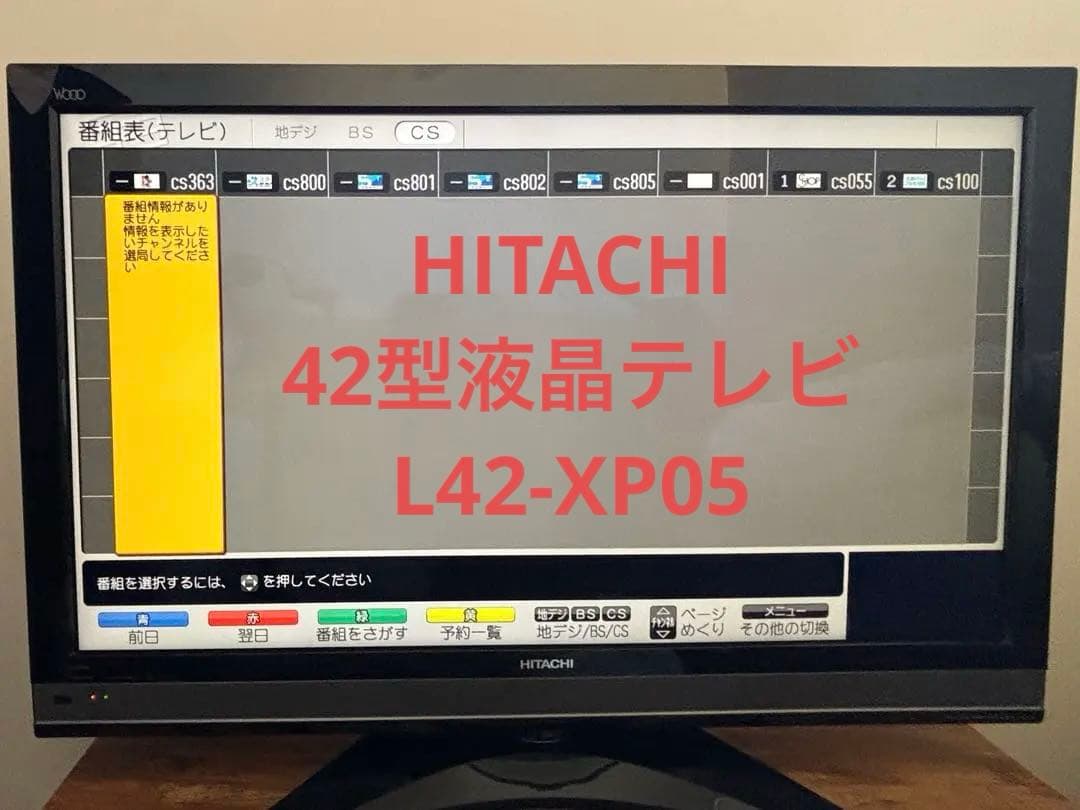 Wooo
番組表(テレビ)
地デジ BS CS
cs363 cs800 cs801 cs802 cs805 cs001 1 cs055 2 cs100
番組情報があり
ません
情報を表示した
いチャンネルを
選局してくださ
い
HITACHI
42型液晶テレビ
L42-XP05
番組を選択するには、 を押してください
青 赤 緑 黄 地デジ BS CS チャンネル ページ メニュー
前日 翌日 番組をさがす 予約一覧 地デジ/BS/CS めくり その他の切換
HITACHI